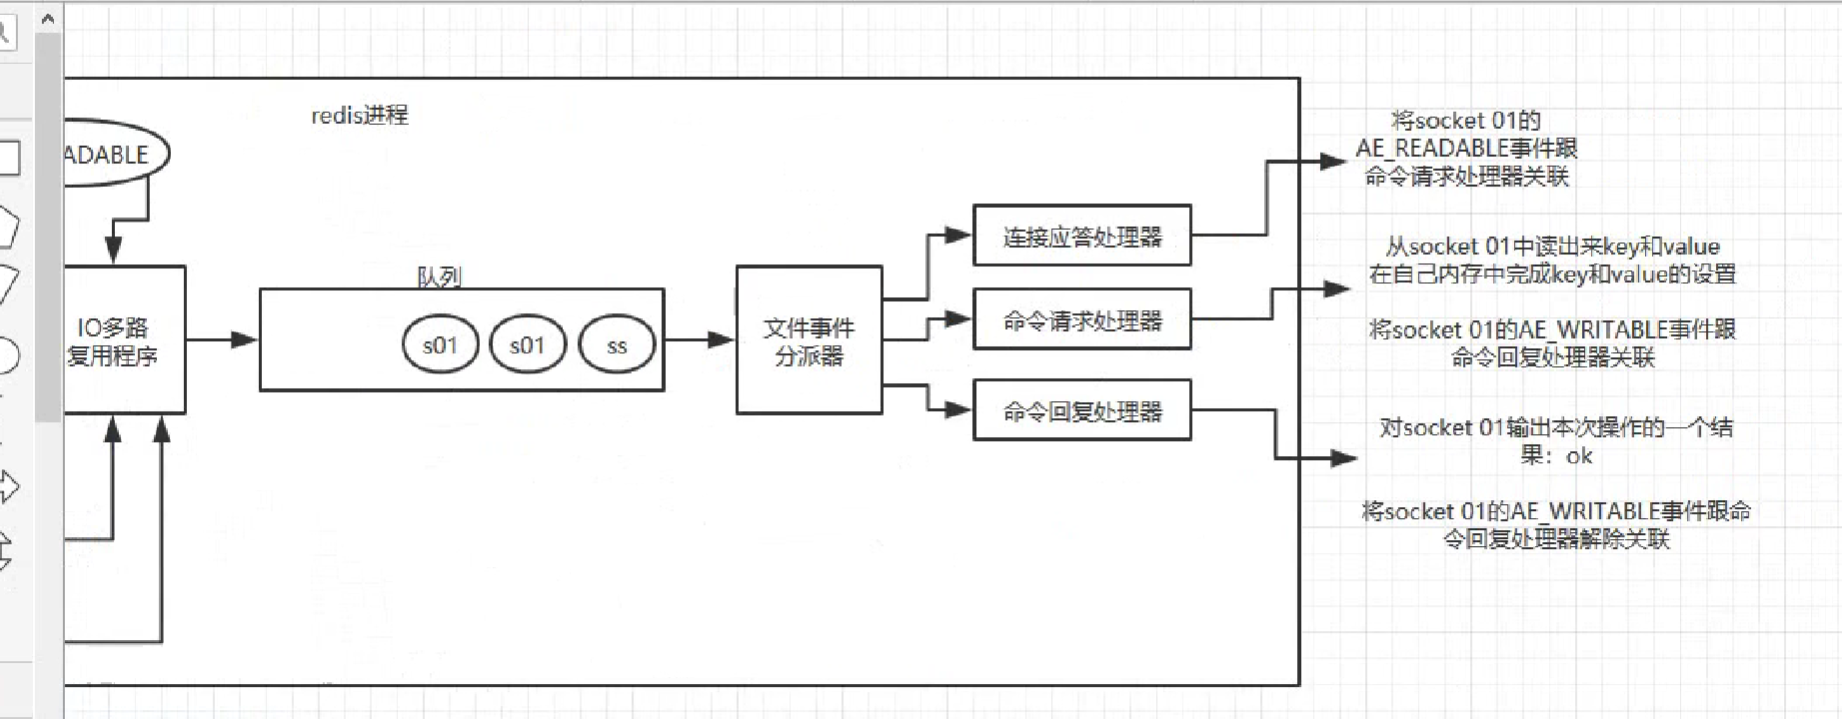 redis进程
ADABLE
IO多路
复用程序
队列
s01
s01
ss
文件事件
分派器
连接应答处理器
命令请求处理器
命令回复处理器
将socket 01的
AE_READABLE事件跟
命令请求处理器关联
从socket 01中读出来key和value
在自己内存中完成key和value的设置
将socket 01的AE_WRITABLE事件跟
命令回复处理器关联
对socket 01输出本次操作的一个结
果：ok
将socket 01的AE_WRITABLE事件跟命
令回复处理器解除关联